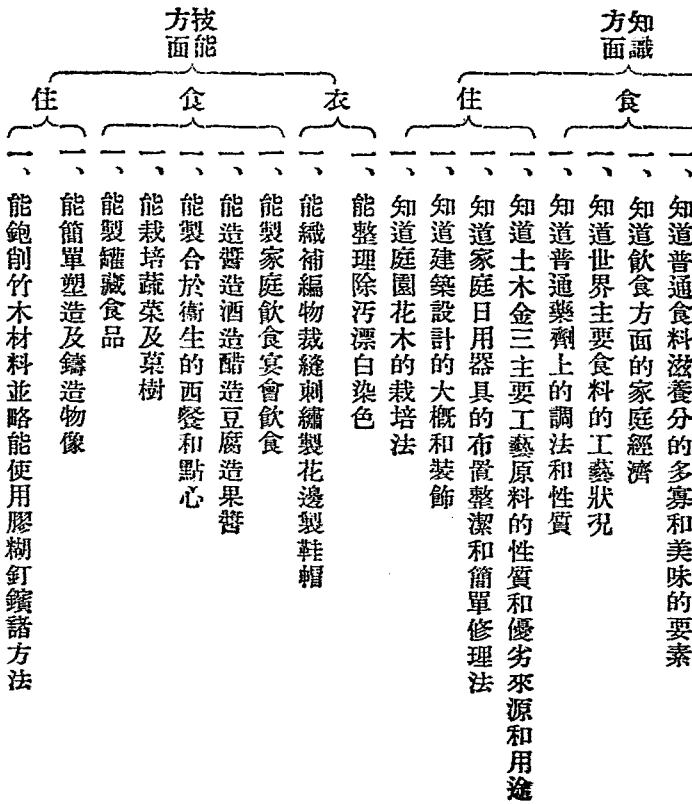 知識方面
食
一、知道普通食料滋養分的多寡和美味的要素
一、知道飲食方面的家庭經濟
一、知道世界主要食料的工藝狀況
一、知道普通藥劑上的調法和性質
住
一、知道土木金三主要工藝原料的性質和優劣來源和用途
一、知道家庭日用器具的布置整潔和簡單修理法
一、知道建築設計的大概和裝飾
一、知道庭園花木的栽培法
技能方面
衣
一、能整理除汚漂白染色
一、能織補編物裁縫刺繡製花邊製鞋帽
食
一、能製家庭飲食宴會飲食
一、能造醬造酒造醋造豆腐造果醬
一、能製合於衞生的西餐和點心
一、能栽培蔬菜及菓樹
一、能製罐藏食品
住
一、能簡單塑造及鑄造物像
一、能鉋削竹木材料並略能使用膠糊釘鑌諸方法